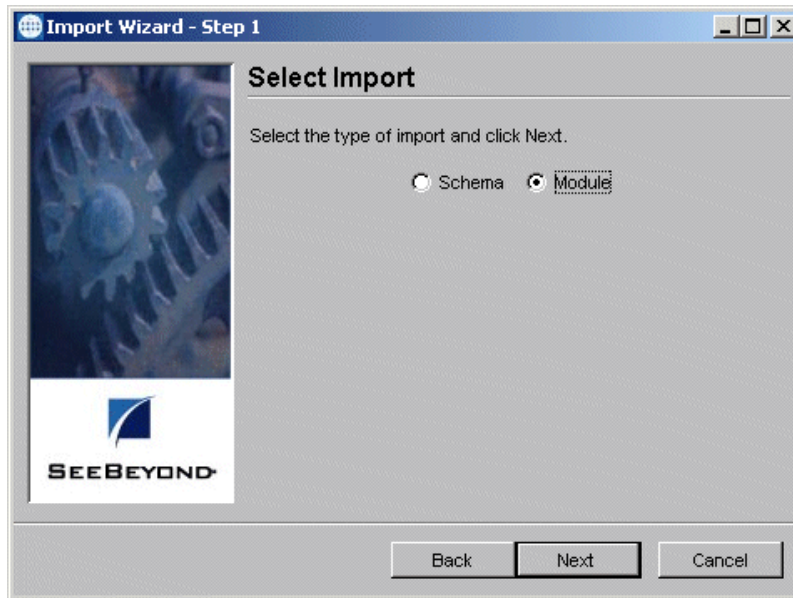 Import Wizard - Step 1
Select Import
Select the type of import and click Next.
Schema Module
SEEBEYOND
Back Next Cancel